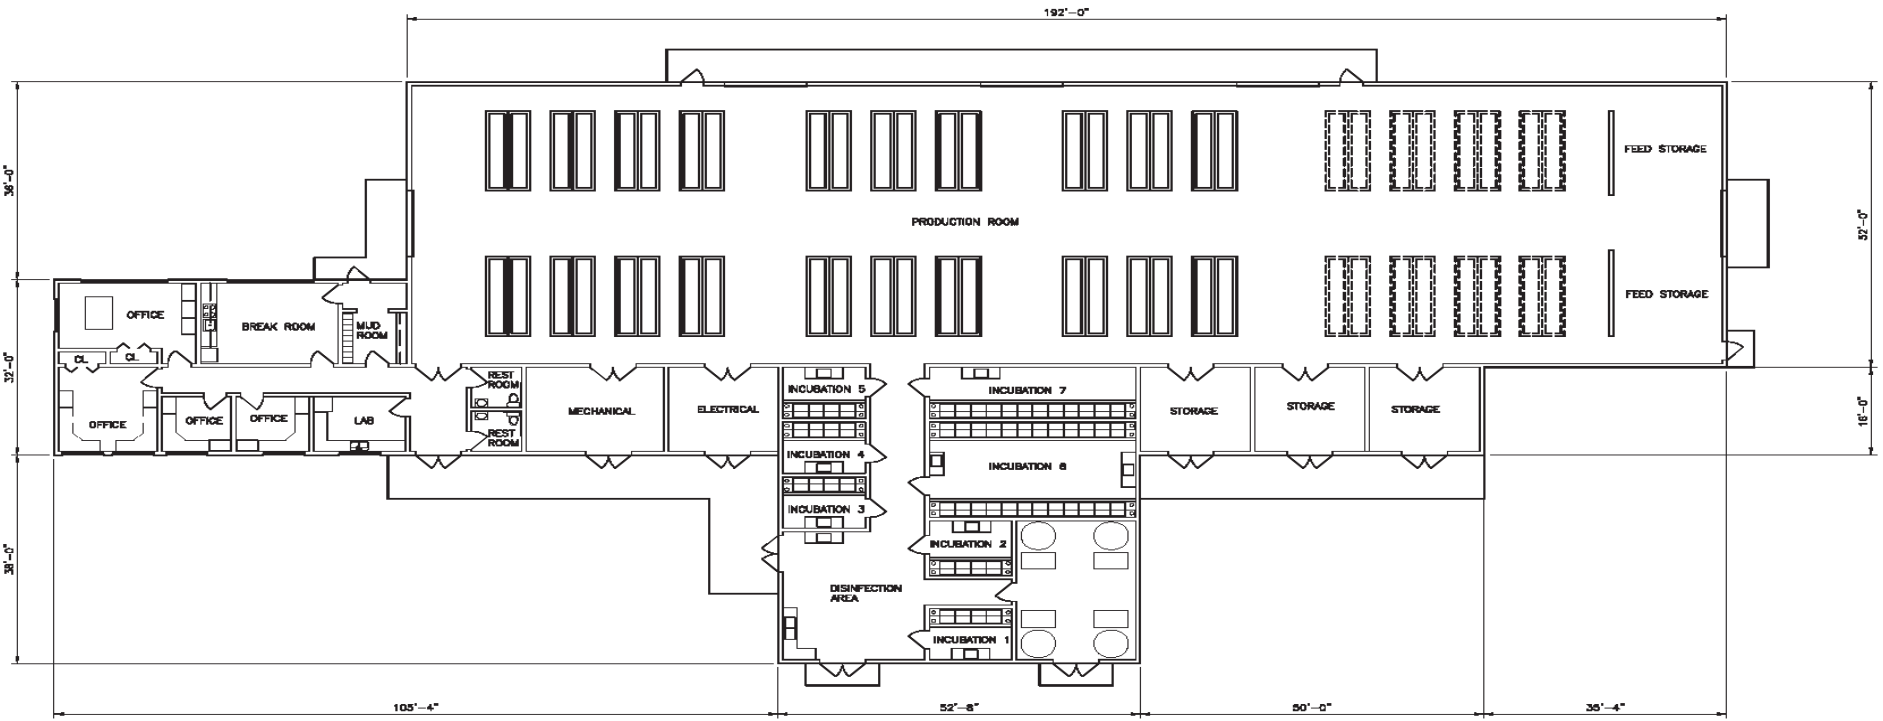 192'-0"
36'-0"
52'-0"
FEED STORAGE
PRODUCTION ROOM
FEED STORAGE
OFFICE
BREAK ROOM
MUD
ROOM
CL
CL
32'-0"
REST
ROOM
INCUBATION 5
INCUBATION 7
OFFICE
OFFICE
OFFICE
LAB
MECHANICAL
ELECTRICAL
STORAGE
STORAGE
STORAGE
16'-0"
REST
ROOM
INCUBATION 4
INCUBATION 6
INCUBATION 3
INCUBATION 2
38'-0"
DISINFECTION
AREA
INCUBATION 1
105'-4"
52'-8"
50'-0"
35'-4"